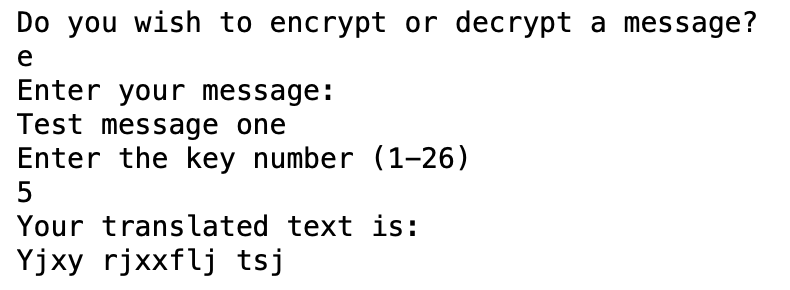 Do you wish to encrypt or decrypt a message?
e
Enter your message:
Test message one
Enter the key number (1-26)
5
Your translated text is:
Yjxy rjxxflj tsj